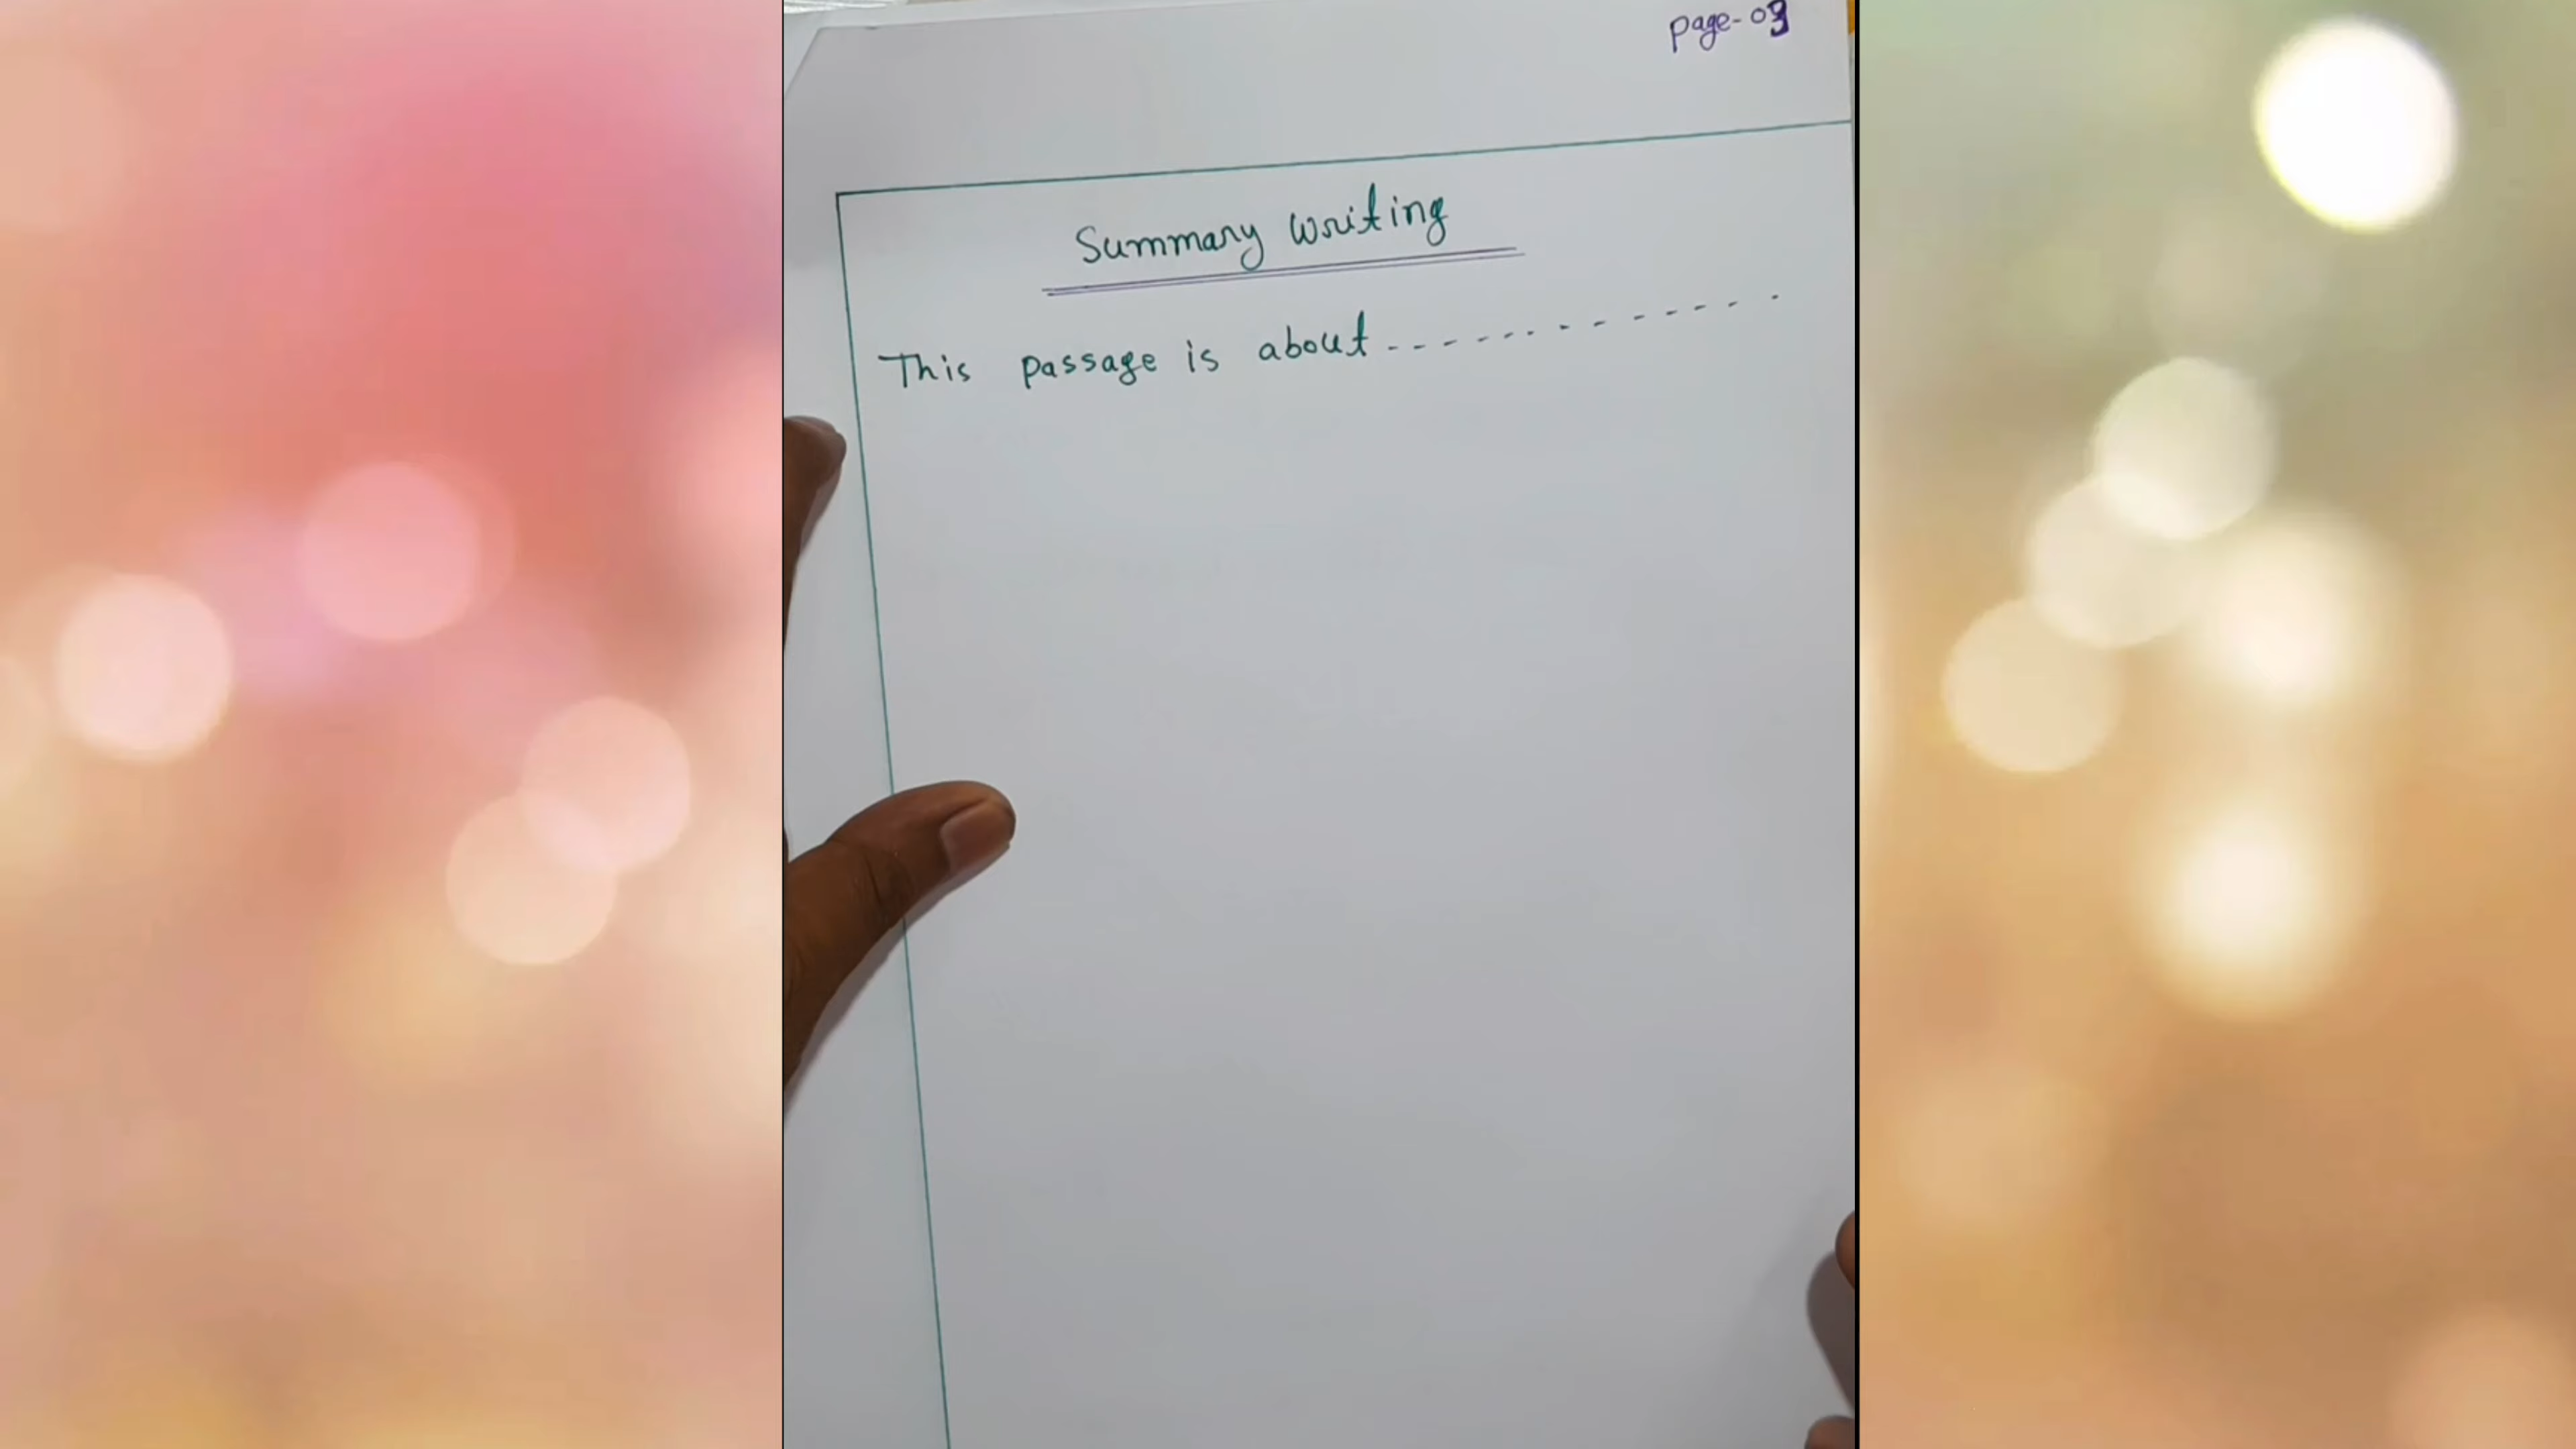 page-03
Summary writing
This passage is about..............